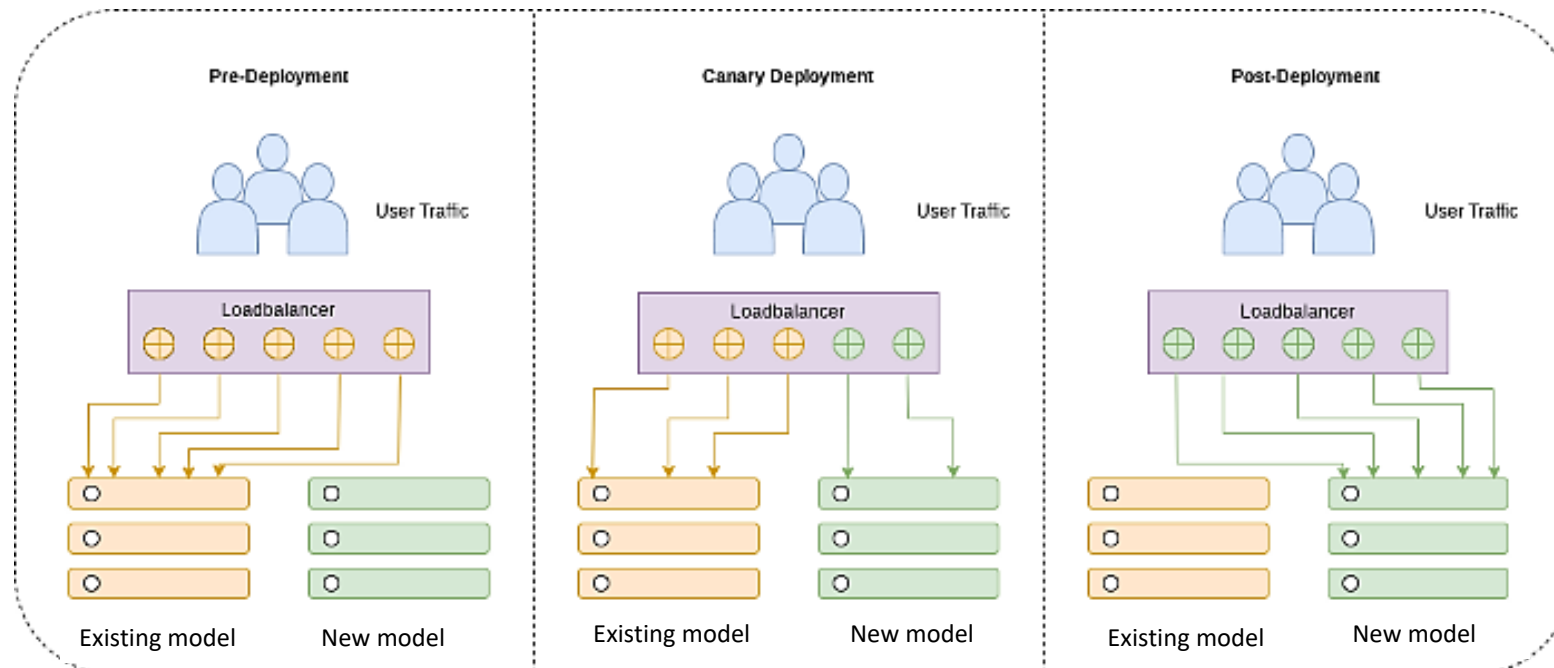 Pre-Deployment
User Traffic
Loadbalancer
Existing model
New model
Canary Deployment
User Traffic
Loadbalancer
Existing model
New model
Post-Deployment
User Traffic
Loadbalancer
Existing model
New model